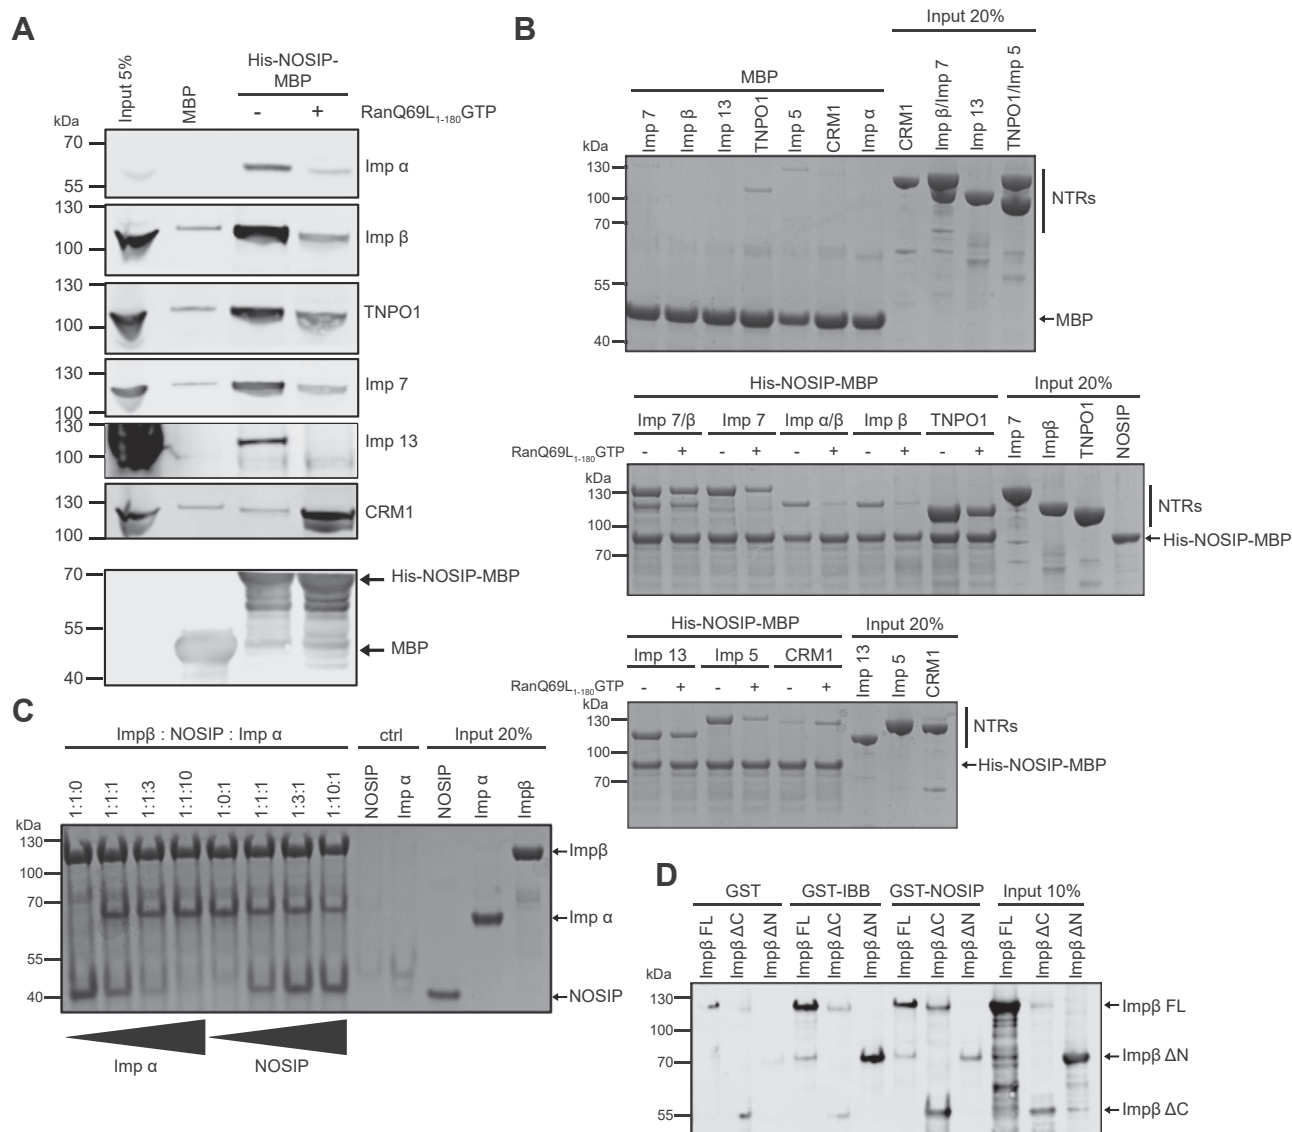 A
Input 5%
MBP
His-NOSIP-
MBP
- + RanQ69L1-180GTP
kDa
70
55
Imp α
130
100
Imp β
130
100
TNPO1
130
100
Imp 7
130
100
Imp 13
130
100
CRM1
70
55
40
His-NOSIP-MBP
MBP
B
Input 20%
MBP
Imp 7
Imp β
Imp 13
TNPO1
Imp 5
CRM1
Imp α
CRM1
Imp β/Imp 7
Imp 13
TNPO1/Imp 5
kDa
130
100
70
55
40
NTRs
MBP
His-NOSIP-MBP
Input 20%
Imp 7/β Imp 7 Imp α/β Imp β TNPO1
Imp 7
Impβ
TNPO1
NOSIP
RanQ69L1-180GTP - + - + - + - + - +
kDa
130
100
70
NTRs
His-NOSIP-MBP
His-NOSIP-MBP
Input 20%
Imp 13 Imp 5 CRM1
Imp 13
Imp 5
CRM1
RanQ69L1-180GTP - + - + - +
kDa
130
100
70
NTRs
His-NOSIP-MBP
C
Impβ : NOSIP : Imp α ctrl Input 20%
1:1:0
1:1:1
1:1:3
1:1:10
1:0:1
1:1:1
1:3:1
1:10:1
NOSIP
Imp α
NOSIP
Imp α
Impβ
kDa
130
100
70
55
40
Impβ
Imp α
NOSIP
Imp α NOSIP
D
GST GST-IBB GST-NOSIP Input 10%
Impβ FL
Impβ ΔC
Impβ ΔN
Impβ FL
Impβ ΔC
Impβ ΔN
Impβ FL
Impβ ΔC
Impβ ΔN
Impβ FL
Impβ ΔC
Impβ ΔN
kDa
130
100
70
55
Impβ FL
Impβ ΔN
Impβ ΔC